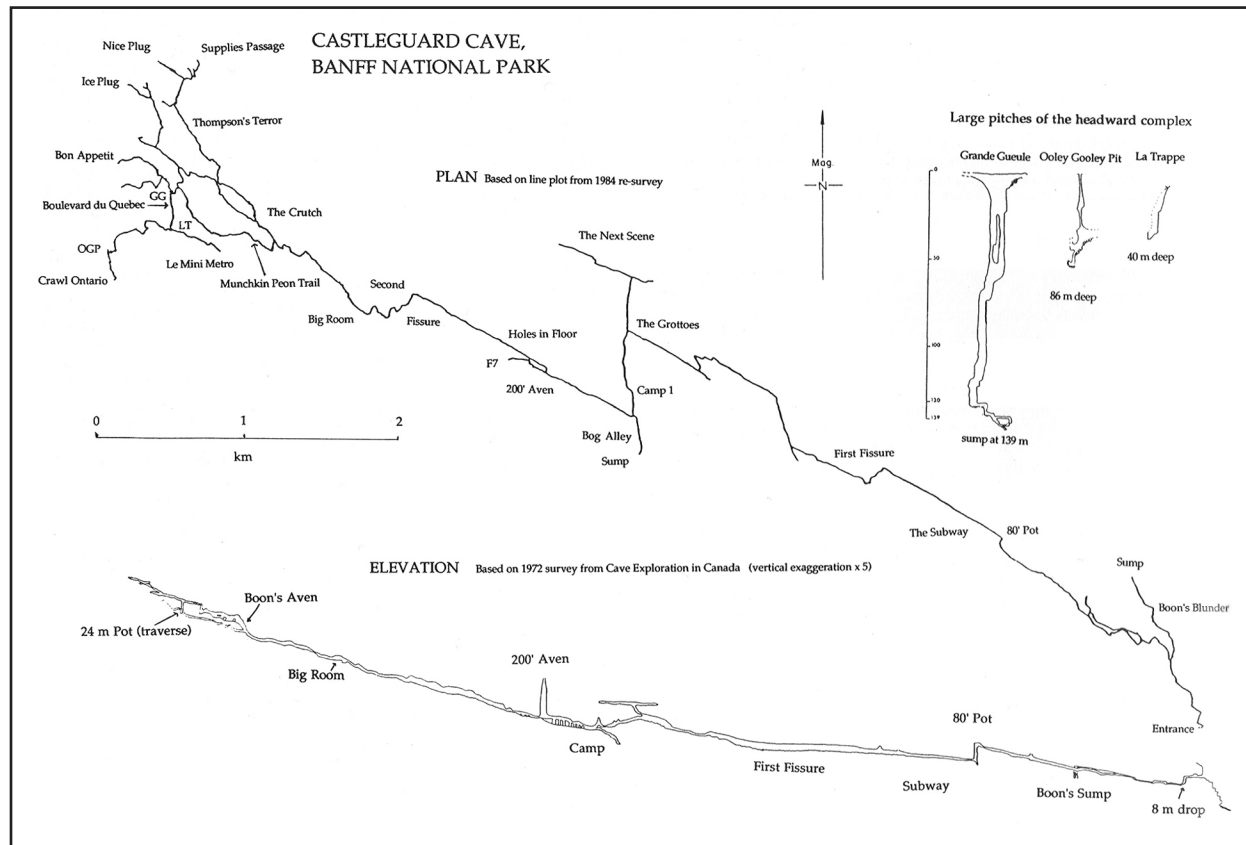 CASTLEGUARD CAVE,
BANFF NATIONAL PARK
Nice Plug
Supplies Passage
Ice Plug
Thompson's Terror
Bon Appetit
GG
Boulevard du Quebec
LT
The Crutch
OGP
Le Mini Metro
Crawl Ontario
Munchkin Peon Trail
Big Room
Second
Fissure
Holes in Floor
F7
200' Aven
PLAN Based on line plot from 1984 re-survey
The Next Scene
The Grottoes
Camp 1
Bog Alley
Sump
First Fissure
The Subway
80' Pot
Sump
Boon's Blunder
Entrance
Mag.
N
0 1 2
km
Large pitches of the headward complex
Grande Gueule
Ooley Gooley Pit
La Trappe
0
50
100
130
139
sump at 139 m
86 m deep
40 m deep
ELEVATION Based on 1972 survey from Cave Exploration in Canada (vertical exaggeration x 5)
Boon's Aven
24 m Pot (traverse)
Big Room
200' Aven
Camp
First Fissure
Subway
80' Pot
Boon's Sump
8 m drop